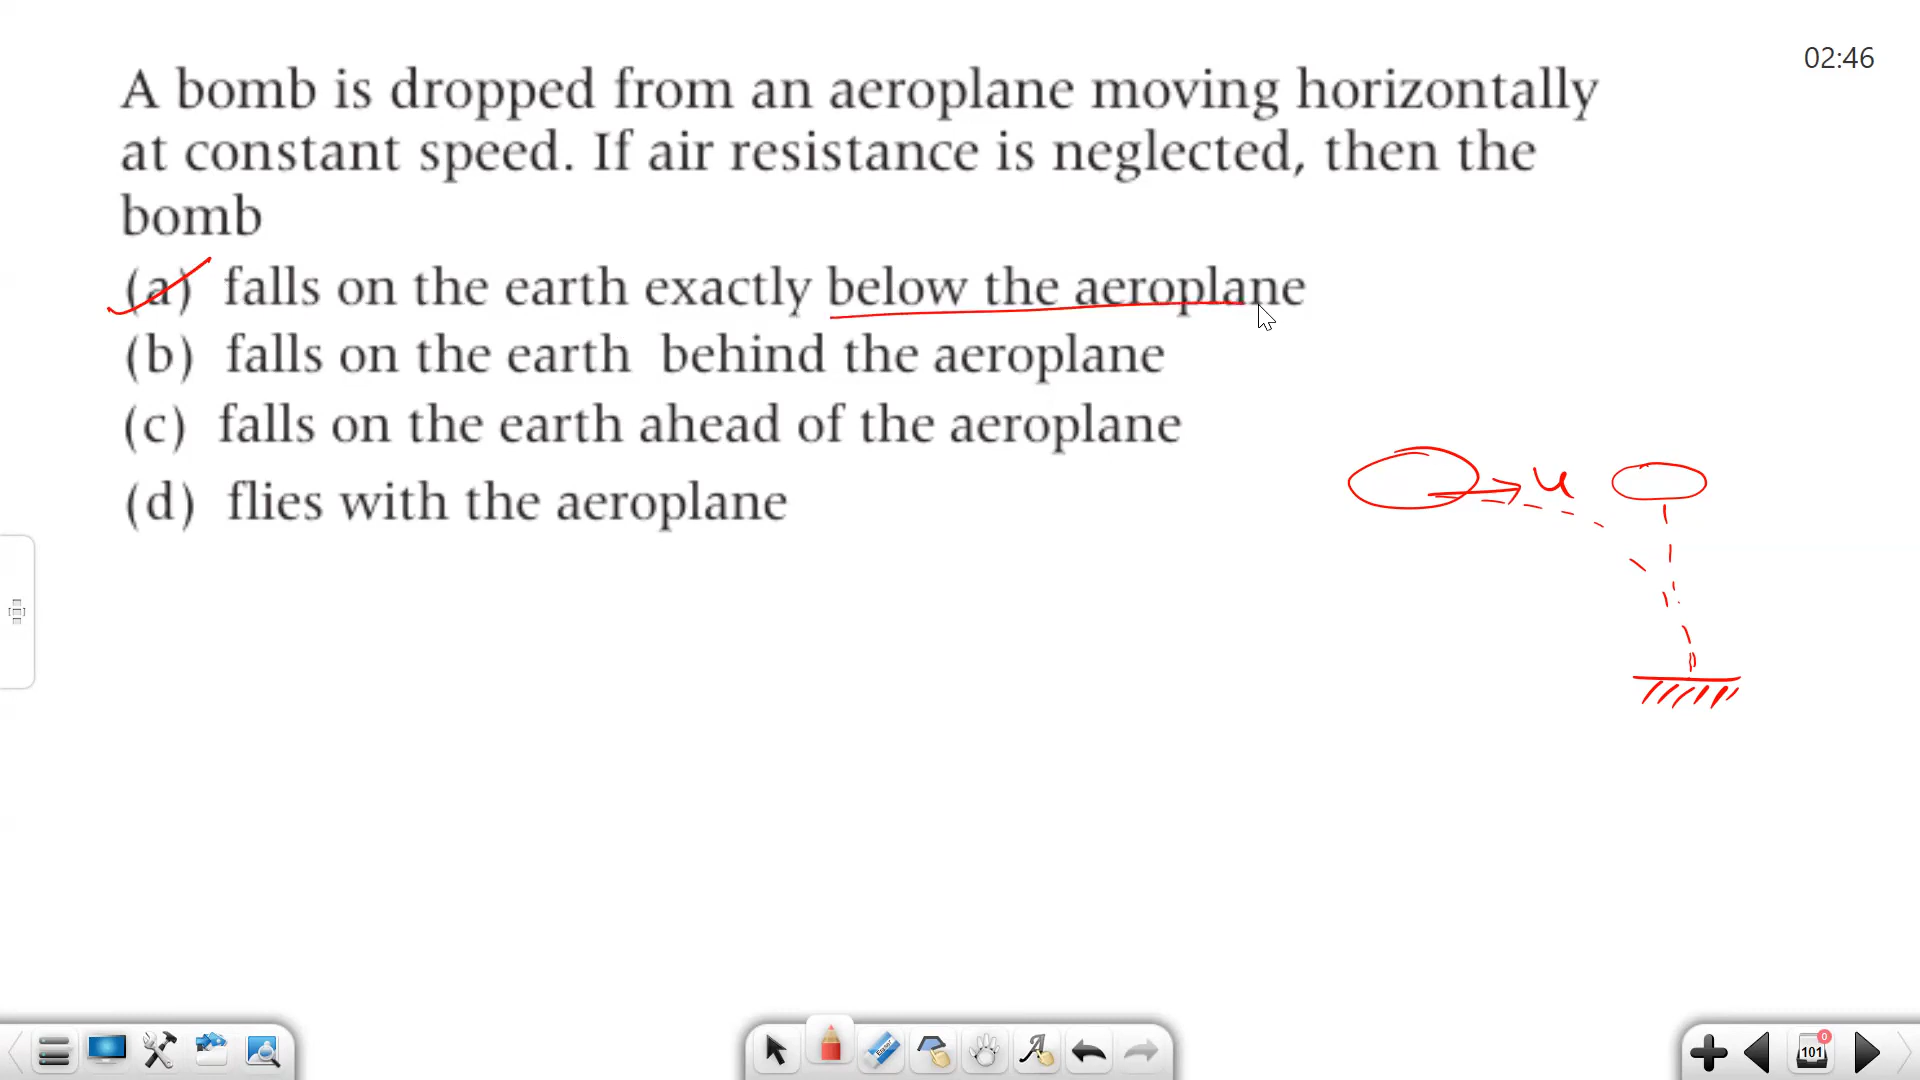 02:46
A bomb is dropped from an aeroplane moving horizontally
at constant speed. If air resistance is neglected, then the
bomb
(a) falls on the earth exactly below the aeroplane
(b) falls on the earth behind the aeroplane
(c) falls on the earth ahead of the aeroplane
(d) flies with the aeroplane
u
Eraser
A
101
0